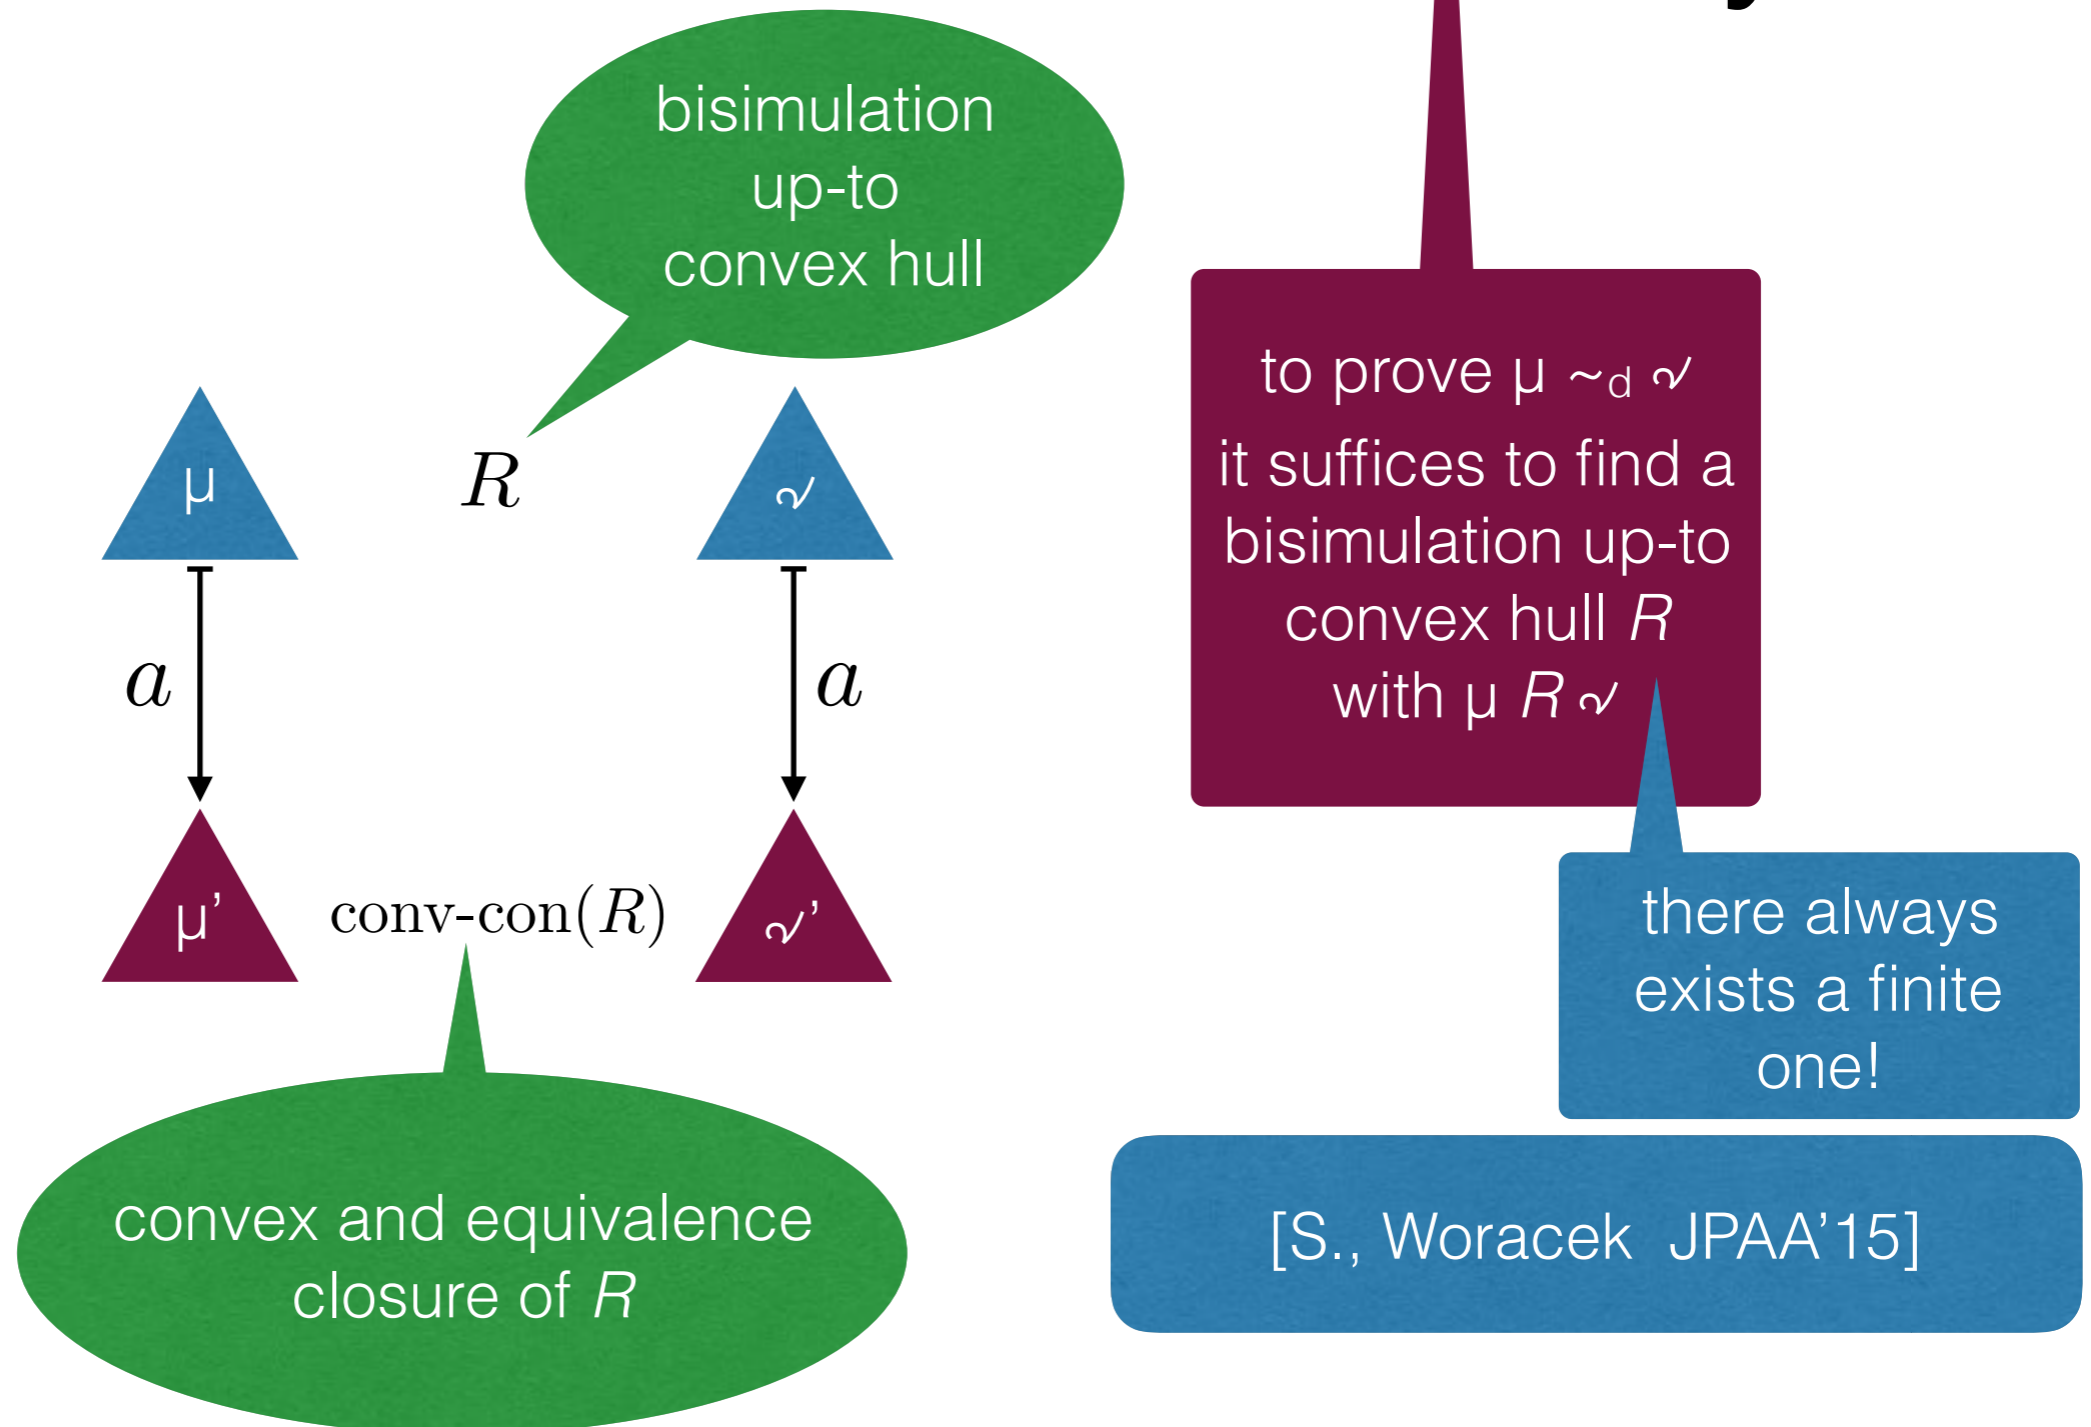 bisimulation
up-to
convex hull
μ
R
ν
a
a
μ’
conv-con(R)
ν’
convex and equivalence
closure of R
to prove μ ~d ν
it suffices to find a
bisimulation up-to
convex hull R
with μ R ν
there always
exists a finite
one!
[S., Woracek JPAA’15]